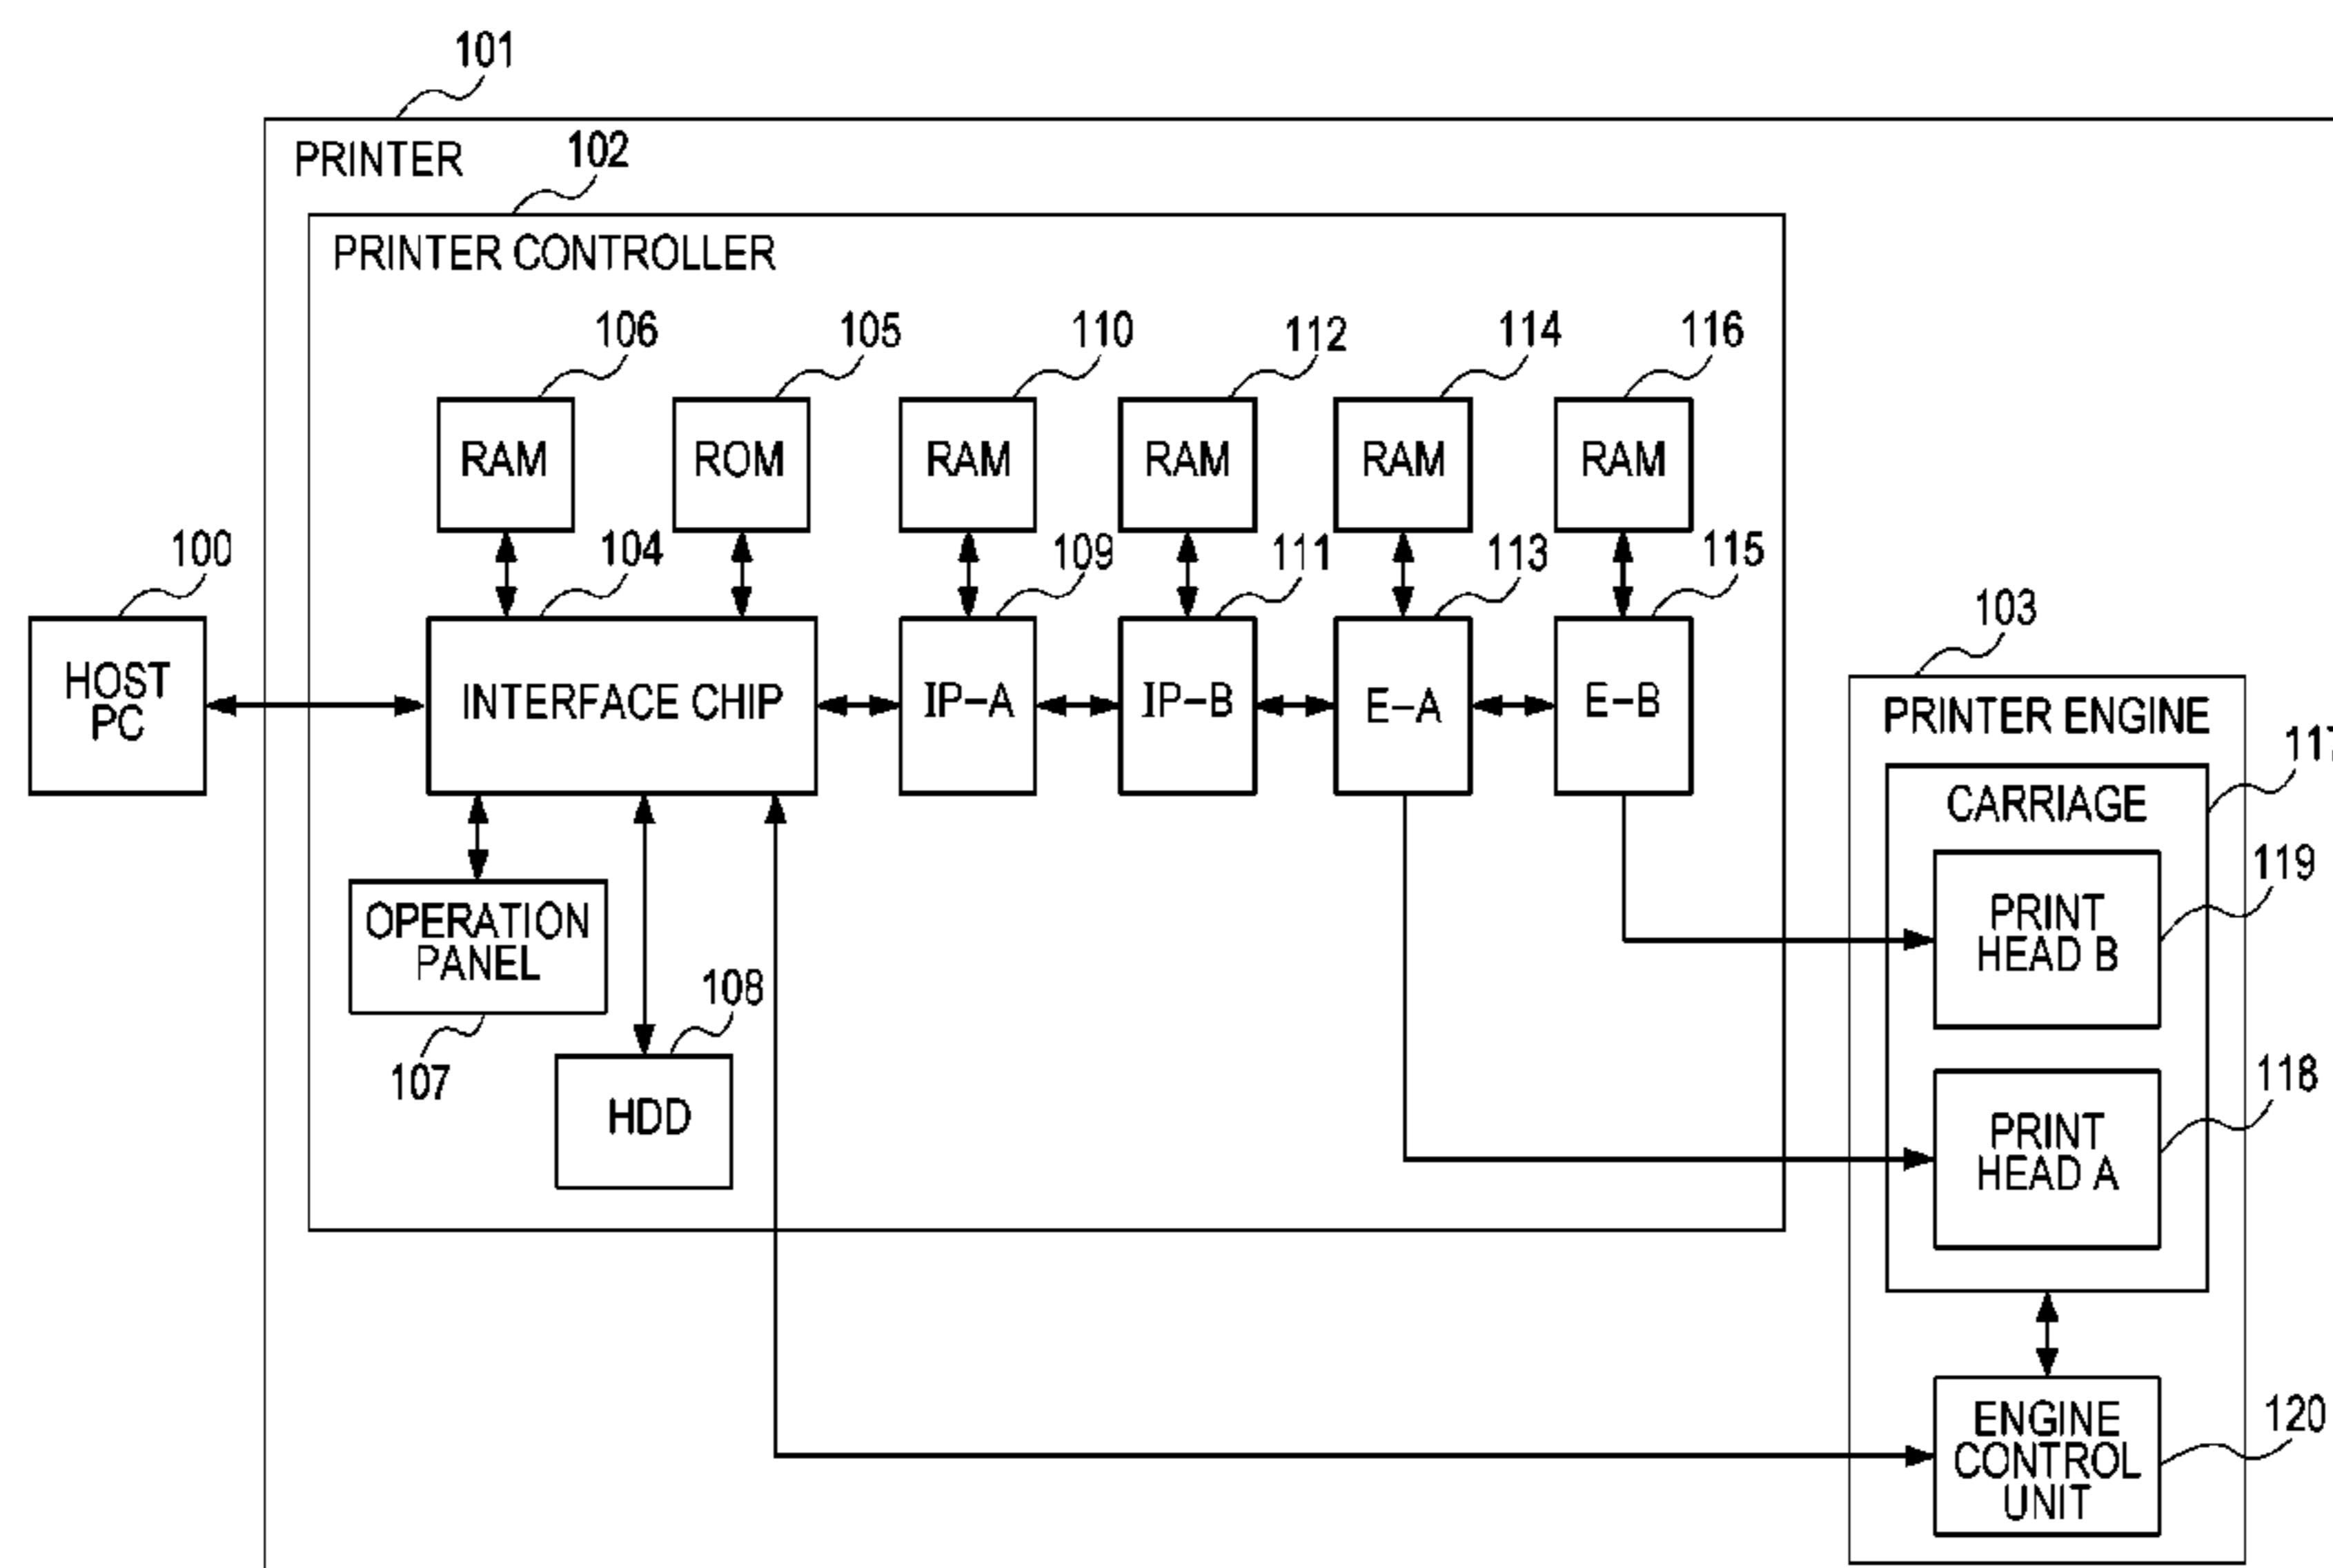 101
PRINTER
102
PRINTER CONTROLLER
106
105
110
112
114
116
RAM
ROM
RAM
RAM
RAM
RAM
100
104
109
111
113
115
103
HOST
PC
INTERFACE CHIP
IP-A
IP-B
E-A
E-B
PRINTER ENGINE
117
CARRIAGE
119
OPERATION
PANEL
PRINT
HEAD B
107
108
118
HDD
PRINT
HEAD A
120
ENGINE
CONTROL
UNIT